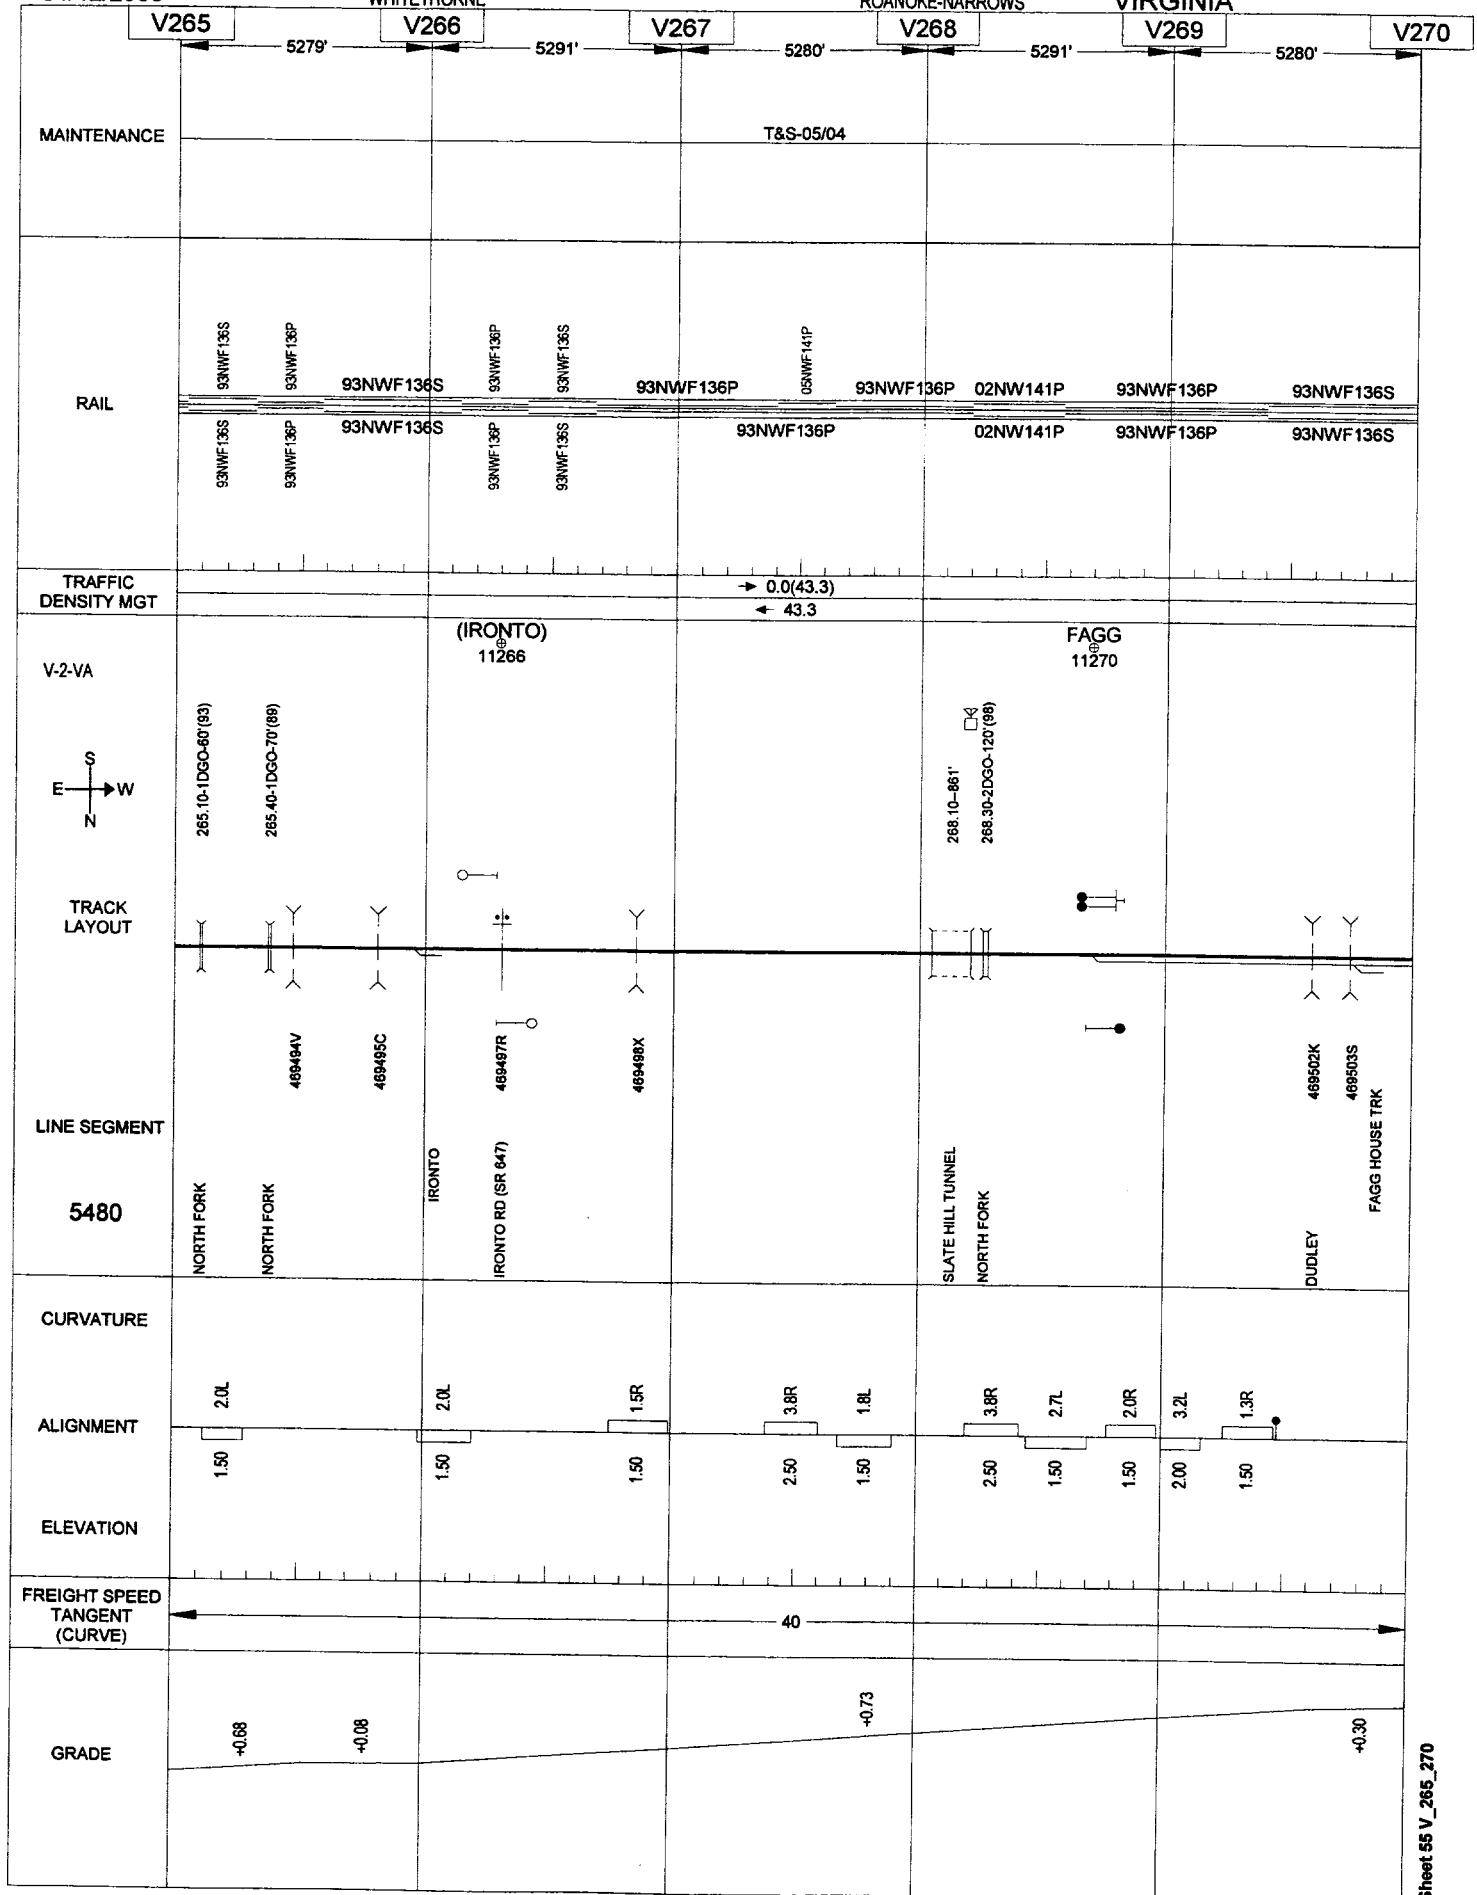 WHITETHORNE
ROANOKE-NARROWS
VIRGINIA
V265
V266
V267
V268
V269
V270
5279'
5291'
5280'
5291'
5280'
MAINTENANCE
T&S-05/04
RAIL
93NWF136S
93NWF136P
93NWF136S
93NWF136P
93NWF136S
93NWF136P
05NWF141P
93NWF136P
02NW141P
93NWF136P
93NWF136S
93NWF136S
93NWF136P
93NWF136S
93NWF136P
93NWF136S
93NWF136P
02NW141P
93NWF136P
93NWF136S
TRAFFIC
DENSITY MGT
0.0(43.3)
43.3
(IRONTO)
11266
FAGG
11270
V-2-VA
S
E
W
N
265.10-1DGO-60'(93)
265.40-1DGO-70'(89)
268.10--861'
268.30-2DGO-120'(98)
TRACK
LAYOUT
469494V
469495C
469497R
469498X
469502K
469503S
LINE SEGMENT
5480
NORTH FORK
NORTH FORK
IRONTO
IRONTO RD (SR 647)
SLATE HILL TUNNEL
NORTH FORK
DUDLEY
FAGG HOUSE TRK
CURVATURE
ALIGNMENT
2.0L
2.0L
1.5R
3.8R
1.8L
3.8R
2.7L
2.0R
3.2L
1.3R
1.50
1.50
1.50
2.50
1.50
2.50
1.50
1.50
2.00
1.50
ELEVATION
FREIGHT SPEED
TANGENT
(CURVE)
40
GRADE
+0.68
+0.08
+0.73
+0.30
Sheet 55 V_265_270